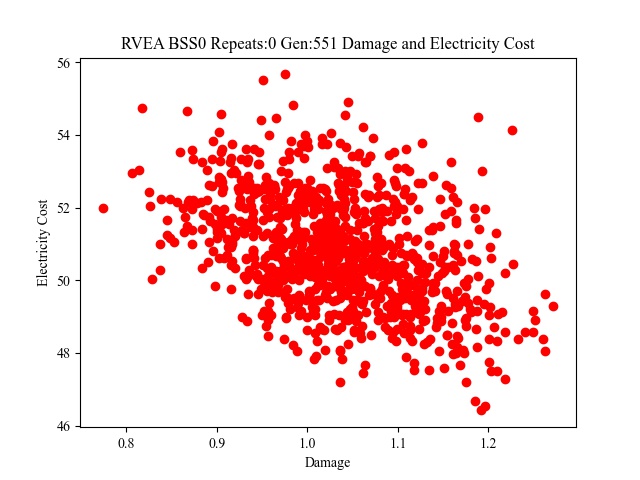 RVEA BSS0 Repeats:0 Gen:551 Damage and Electricity Cost
56
54
52
50
48
46
Electricity Cost
0.8 0.9 1.0 1.1 1.2
Damage